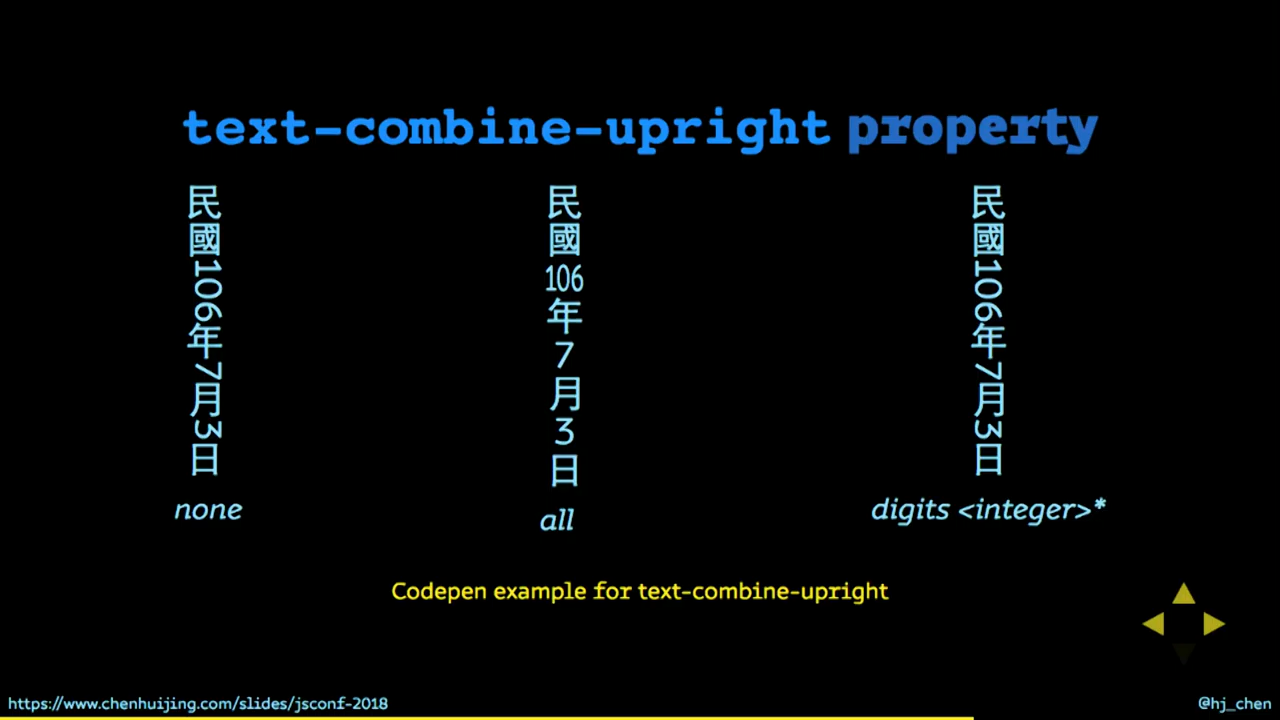 text-combine-upright property
民國106年7月3日
none
民國106年7月3日
all
民國106年7月3日
digits <integer>*
Codepen example for text-combine-upright
https://www.chenhuijing.com/slides/jsconf-2018
@hj_chen